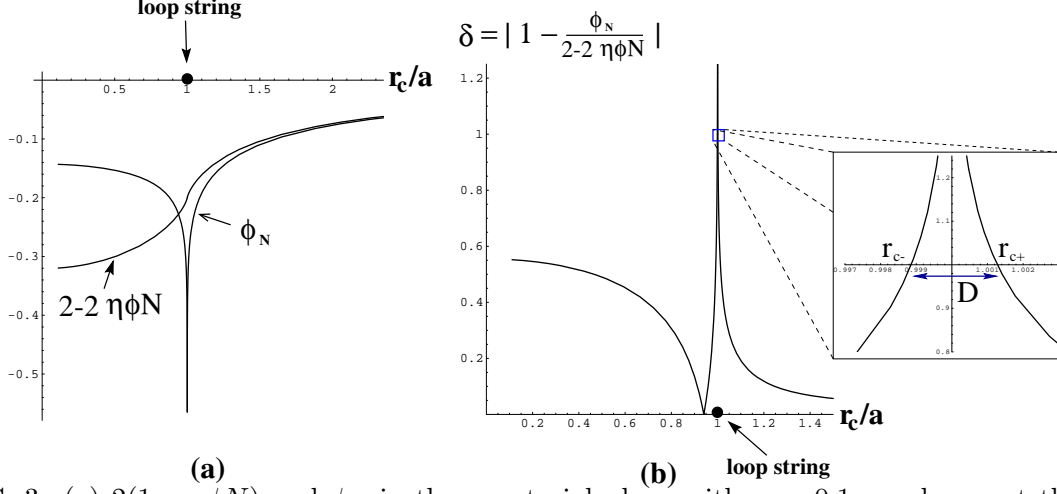 loop string
r_c/a
0.5
1
1.5
2
-0.1
-0.2
-0.3
-0.4
-0.5
ϕ_N
2-2 ηϕN
(a)
δ = | 1 − ϕ_N / 2-2 ηϕN |
1.2
1
0.8
0.6
0.4
0.2
0.2
0.4
0.6
0.8
1
1.2
1.4
r_c/a
loop string
(b)
1.2
1.1
0.9
0.8
r_c-
r_c+
0.997
0.998
0.999
1.001
1.002
D